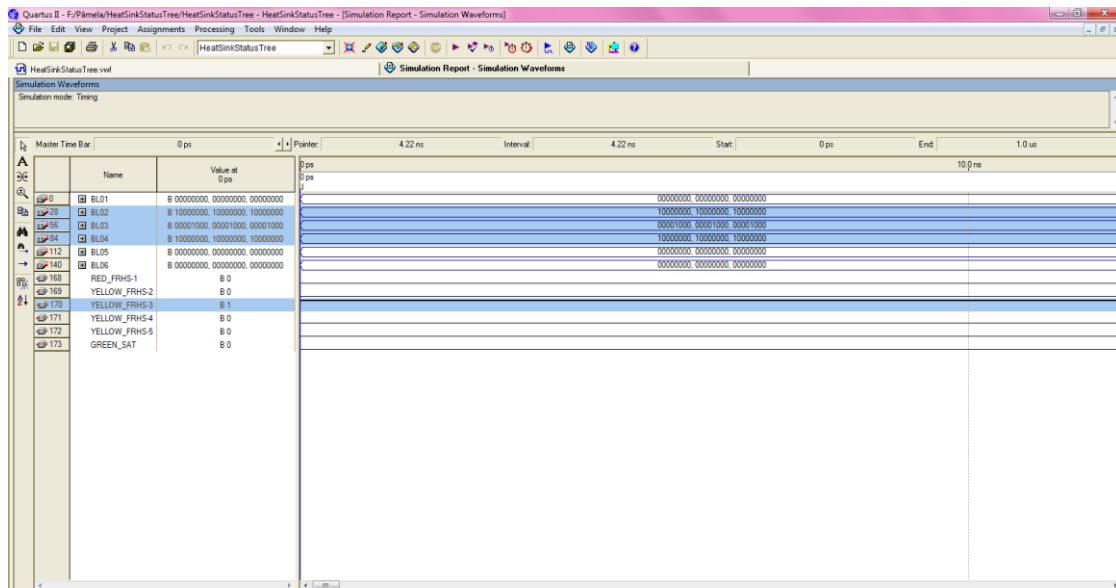 Quartus II - F:/Pâmela/HeatSinkStatusTree/HeatSinkStatusTree - HeatSinkStatusTree - [Simulation Report - Simulation Waveforms]
File Edit View Project Assignments Processing Tools Window Help
HeatSinkStatusTree
HeatSinkStatusTree.vwf Simulation Report - Simulation Waveforms
Simulation Waveforms
Simulation mode: Timing
Master Time Bar: 0 ps Pointer: 4.22 ns Interval: 4.22 ns Start: 0 ps End: 1.0 us
Name Value at 0 ps 0 ps 10.0 ns
0 ps
0 BL01 B 00000000, 00000000, 00000000 00000000, 00000000, 00000000
28 BL02 B 10000000, 10000000, 10000000 10000000, 10000000, 10000000
56 BL03 B 00001000, 00001000, 00001000 00001000, 00001000, 00001000
84 BL04 B 10000000, 10000000, 10000000 10000000, 10000000, 10000000
112 BL05 B 00000000, 00000000, 00000000 00000000, 00000000, 00000000
140 BL06 B 00000000, 00000000, 00000000 00000000, 00000000, 00000000
168 RED_FRHS-1 B 0
169 YELLOW_FRHS-2 B 0
170 YELLOW_FRHS-3 B 1
171 YELLOW_FRHS-4 B 0
172 YELLOW_FRHS-5 B 0
173 GREEN_SAT B 0